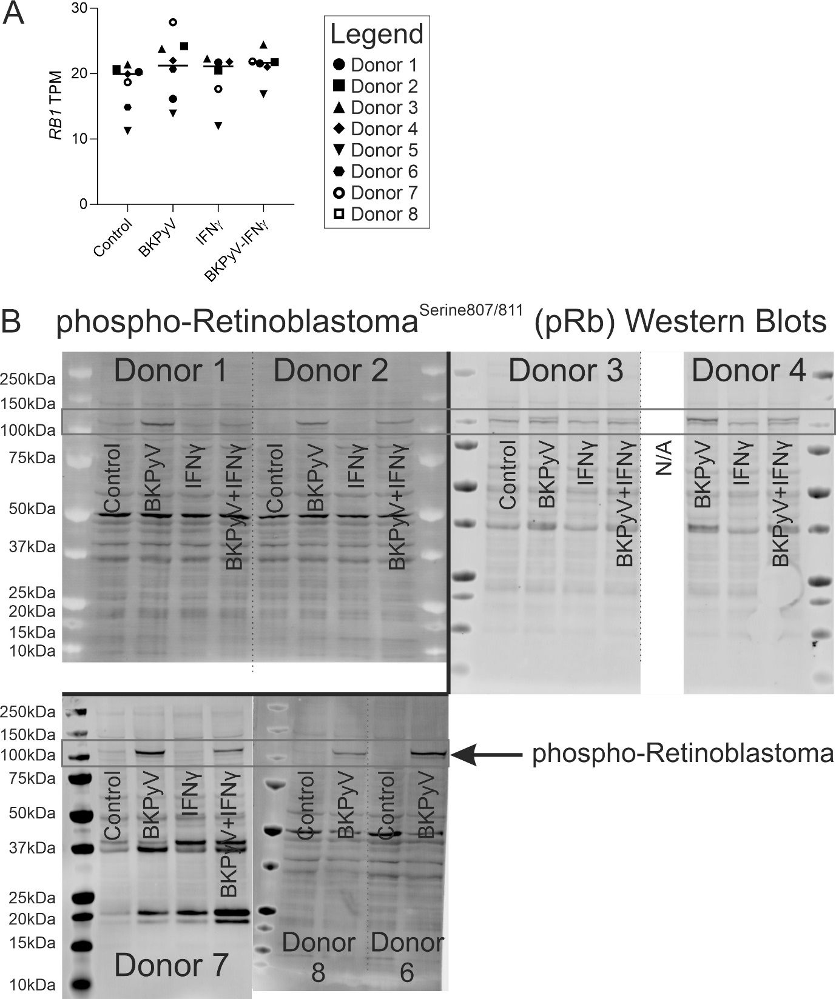 A
30
20
10
0
RB1 TPM
Control
BKPyV
IFNγ
BKPyV-IFNγ
Legend
Donor 1
Donor 2
Donor 3
Donor 4
Donor 5
Donor 6
Donor 7
Donor 8
B phospho-Retinoblastoma Serine807/811 (pRb) Western Blots
Donor 1
Donor 2
Donor 3
Donor 4
250kDa
150kDa
100kDa
75kDa
50kDa
37kDa
25kDa
20kDa
15kDa
10kDa
Control
BKPyV
IFNγ
BKPyV+IFNγ
Control
BKPyV
IFNγ
BKPyV+IFNγ
Control
BKPyV
IFNγ
BKPyV+IFNγ
N/A
BKPyV
IFNγ
BKPyV+IFNγ
250kDa
150kDa
100kDa
75kDa
50kDa
37kDa
25kDa
20kDa
15kDa
10kDa
phospho-Retinoblastoma
Control
BKPyV
IFNγ
BKPyV+IFNγ
Control
BKPyV
Control
BKPyV
Donor 7
Donor
8
Donor
6